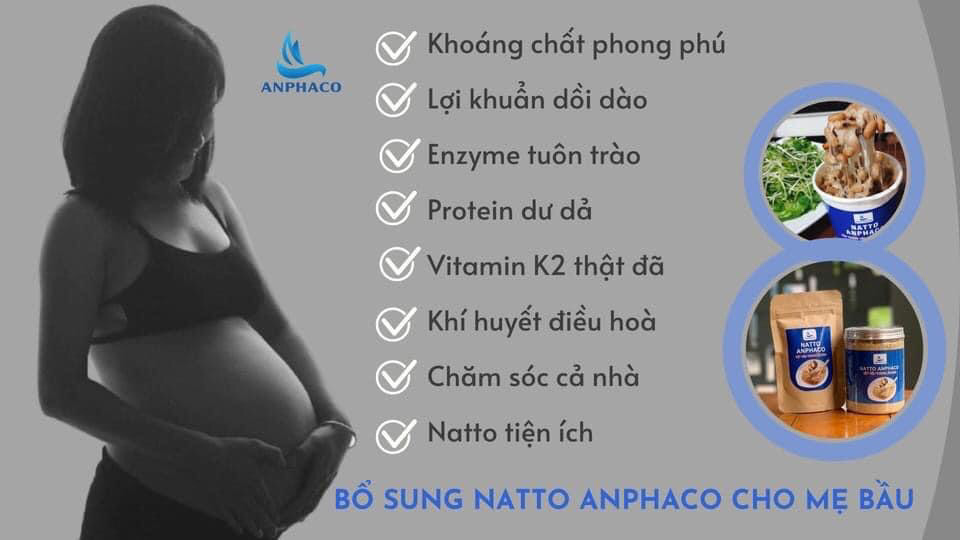 ANPHACO
Khoáng chất phong phú
Lợi khuẩn dồi dào
Enzyme tuôn trào
Protein dư dả
Vitamin K2 thật đã
Khí huyết điều hoà
Chăm sóc cả nhà
Natto tiện ích
NATTO
ANPHACO
NATTO
ANPHACO
NATTO ANPHACO
BỔ SUNG NATTO ANPHACO CHO MẸ BẦU